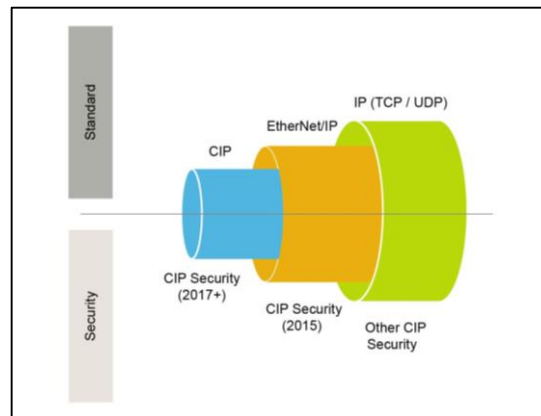 Standard
IP (TCP / UDP)
EtherNet/IP
CIP
Security
CIP Security
(2017+)
CIP Security
(2015)
Other CIP
Security